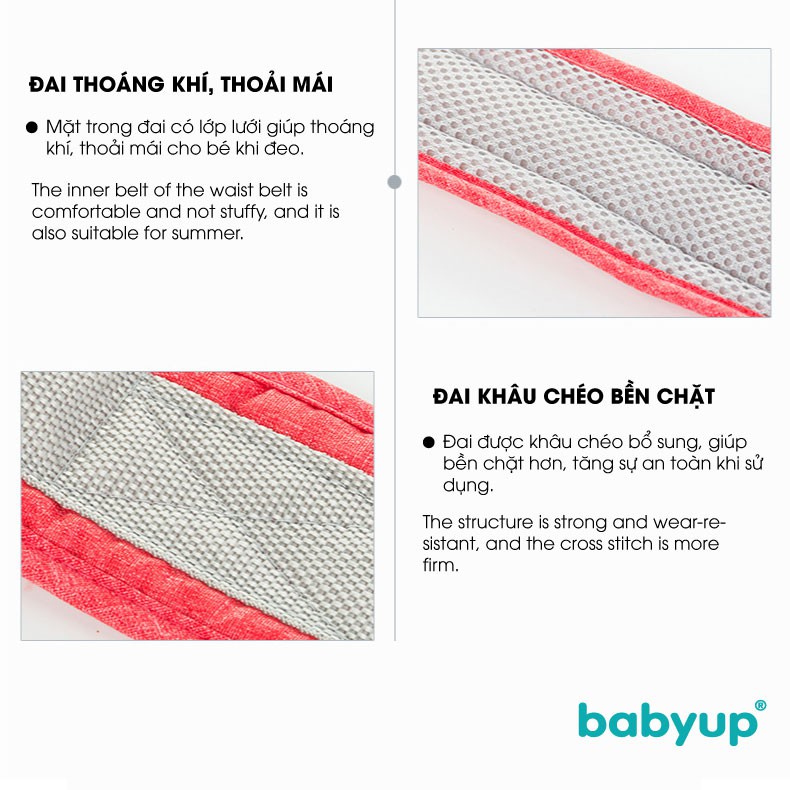 ĐAI THOÁNG KHÍ, THOẢI MÁI
● Mặt trong đai có lớp lưới giúp thoáng
khí, thoải mái cho bé khi đeo.
The inner belt of the waist belt is
comfortable and not stuffy, and it is
also suitable for summer.
ĐAI KHÂU CHÉO BỀN CHẶT
● Đai được khâu chéo bổ sung, giúp
bền chặt hơn, tăng sự an toàn khi sử
dụng.
The structure is strong and wear-re-
sistant, and the cross stitch is more
firm.
babyup®